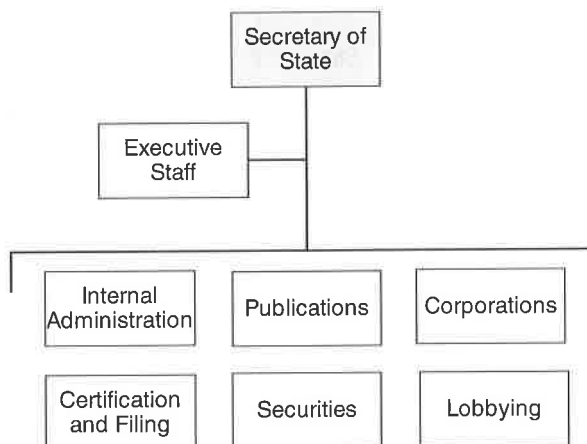 Secretary of
State
Executive
Staff
Internal
Administration
Publications
Corporations
Certification
and Filing
Securities
Lobbying